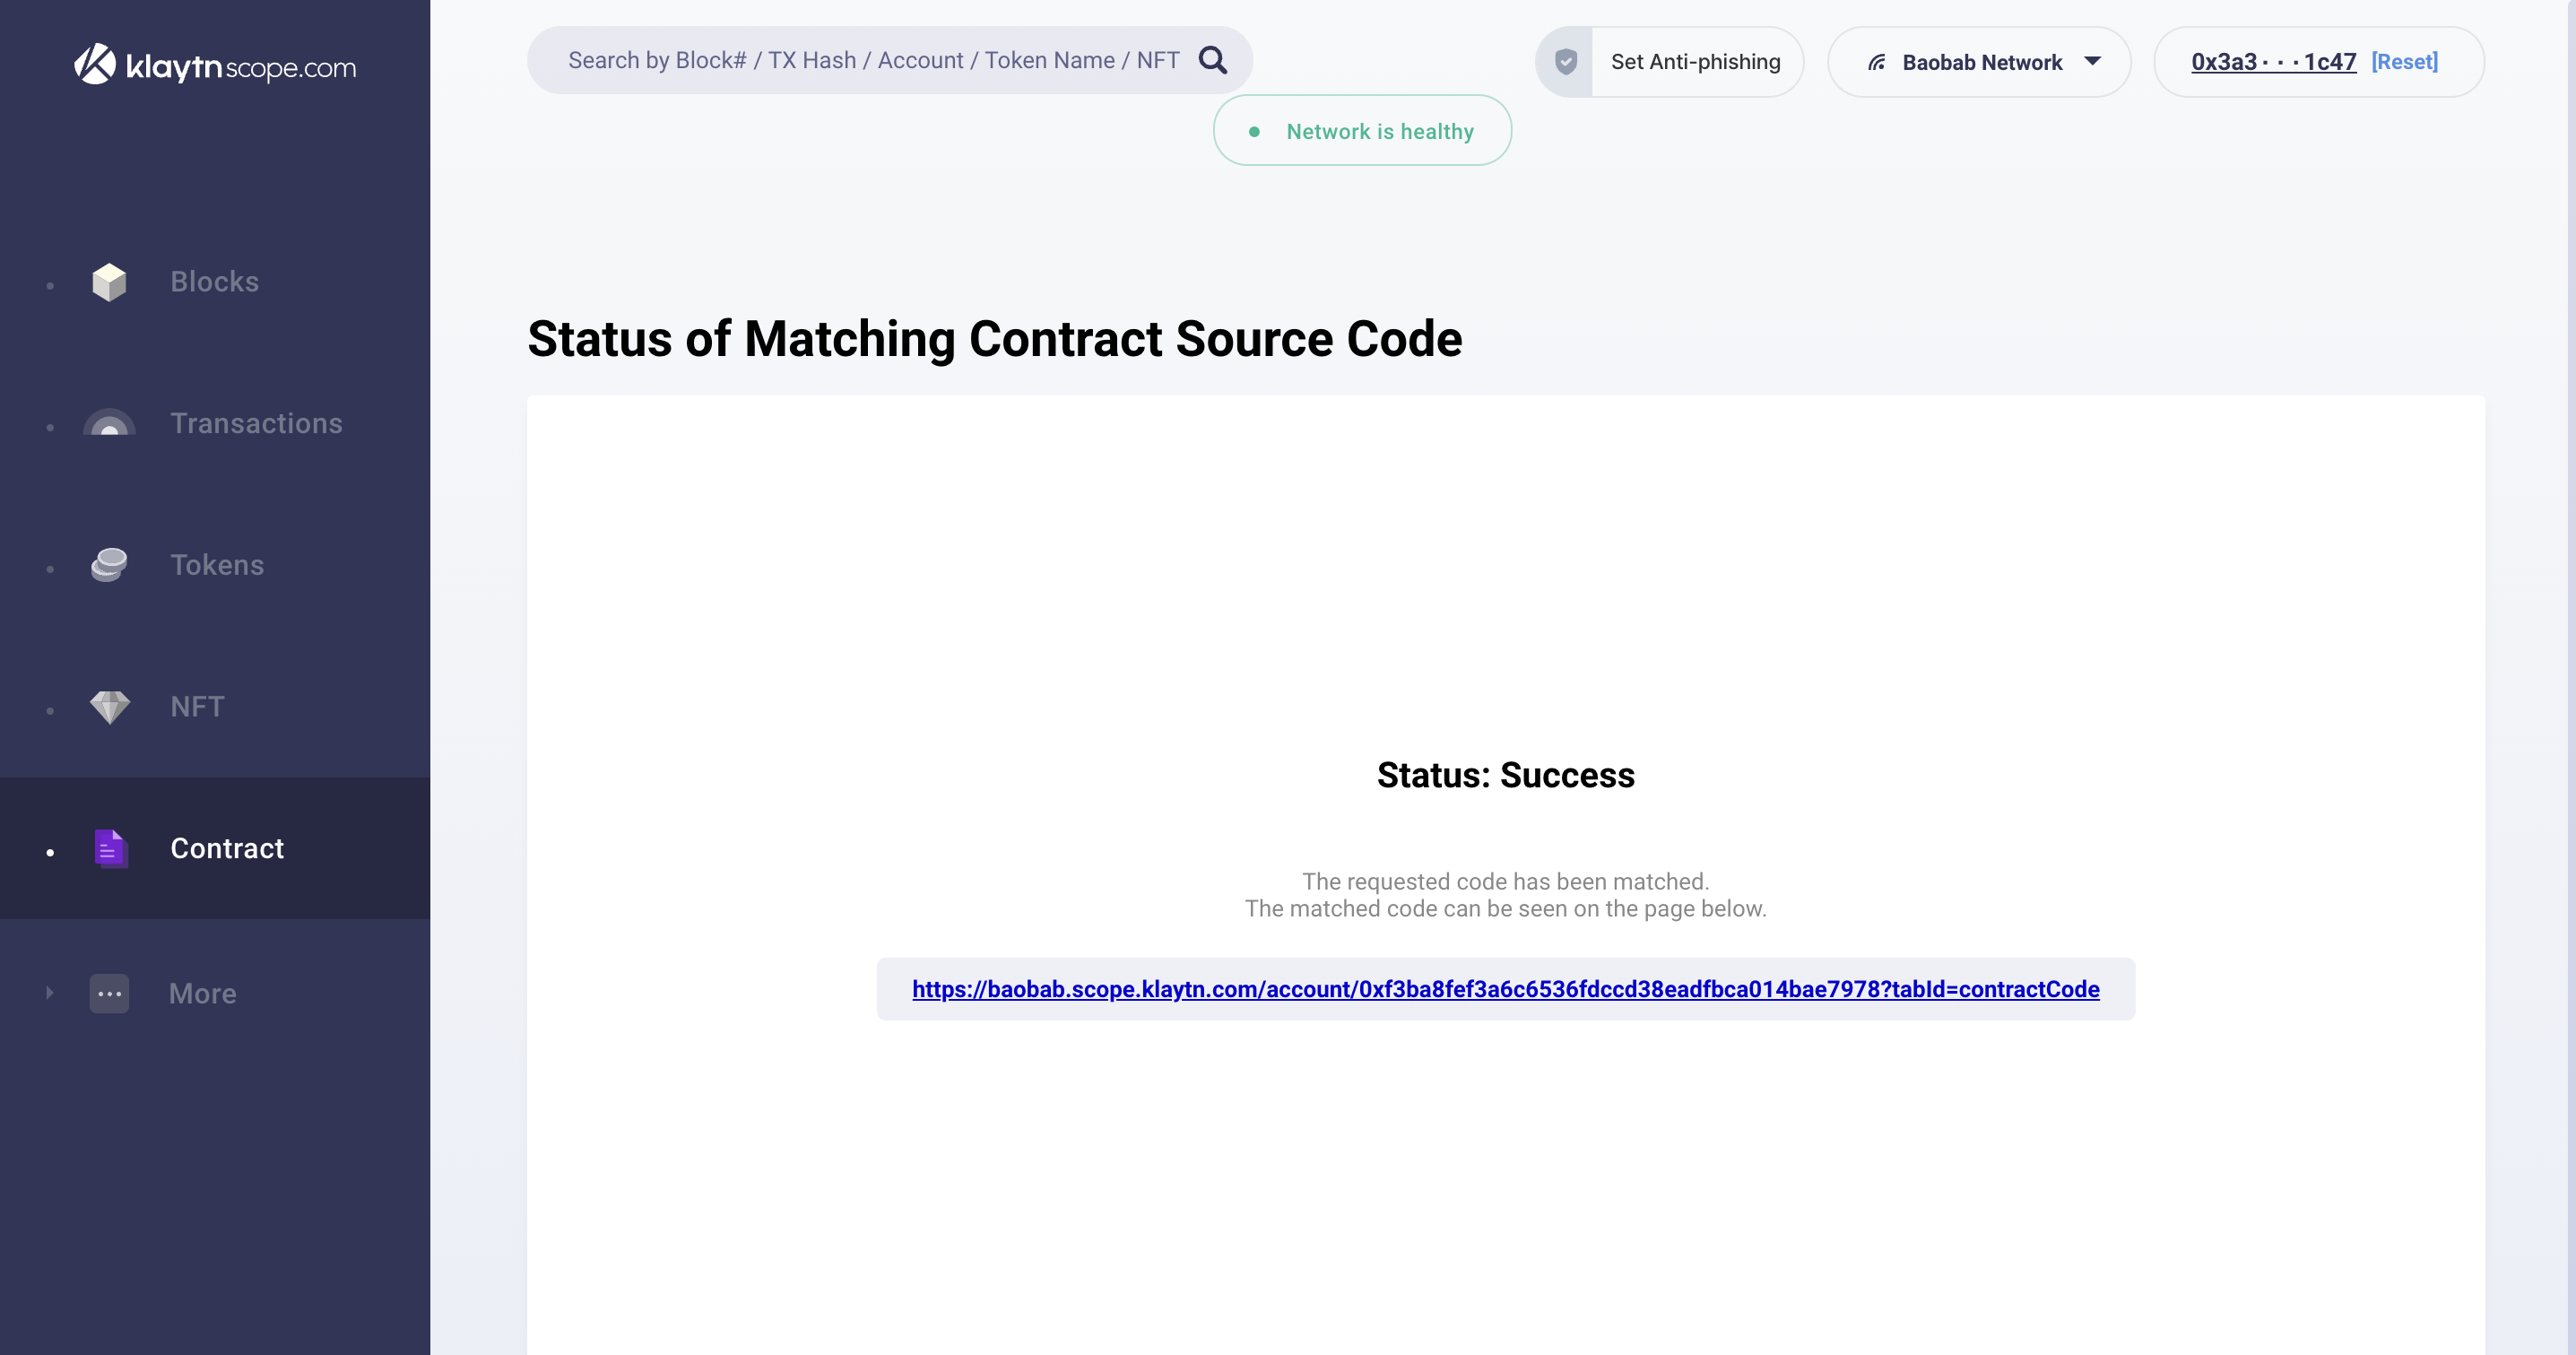 klaytnscope.com
Search by Block# / TX Hash / Account / Token Name / NFT
Set Anti-phishing
Baobab Network
0x3a3···1c47 [Reset]
Network is healthy
Blocks
Transactions
Tokens
NFT
Contract
More
Status of Matching Contract Source Code
Status: Success
The requested code has been matched.
The matched code can be seen on the page below.
https://baobab.scope.klaytn.com/account/0xf3ba8fef3a6c6536fdccd38eadfbca014bae7978?tabId=contractCode